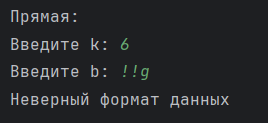 Прямая:
Введите k: 6
Введите b: !!g
Неверный формат данных